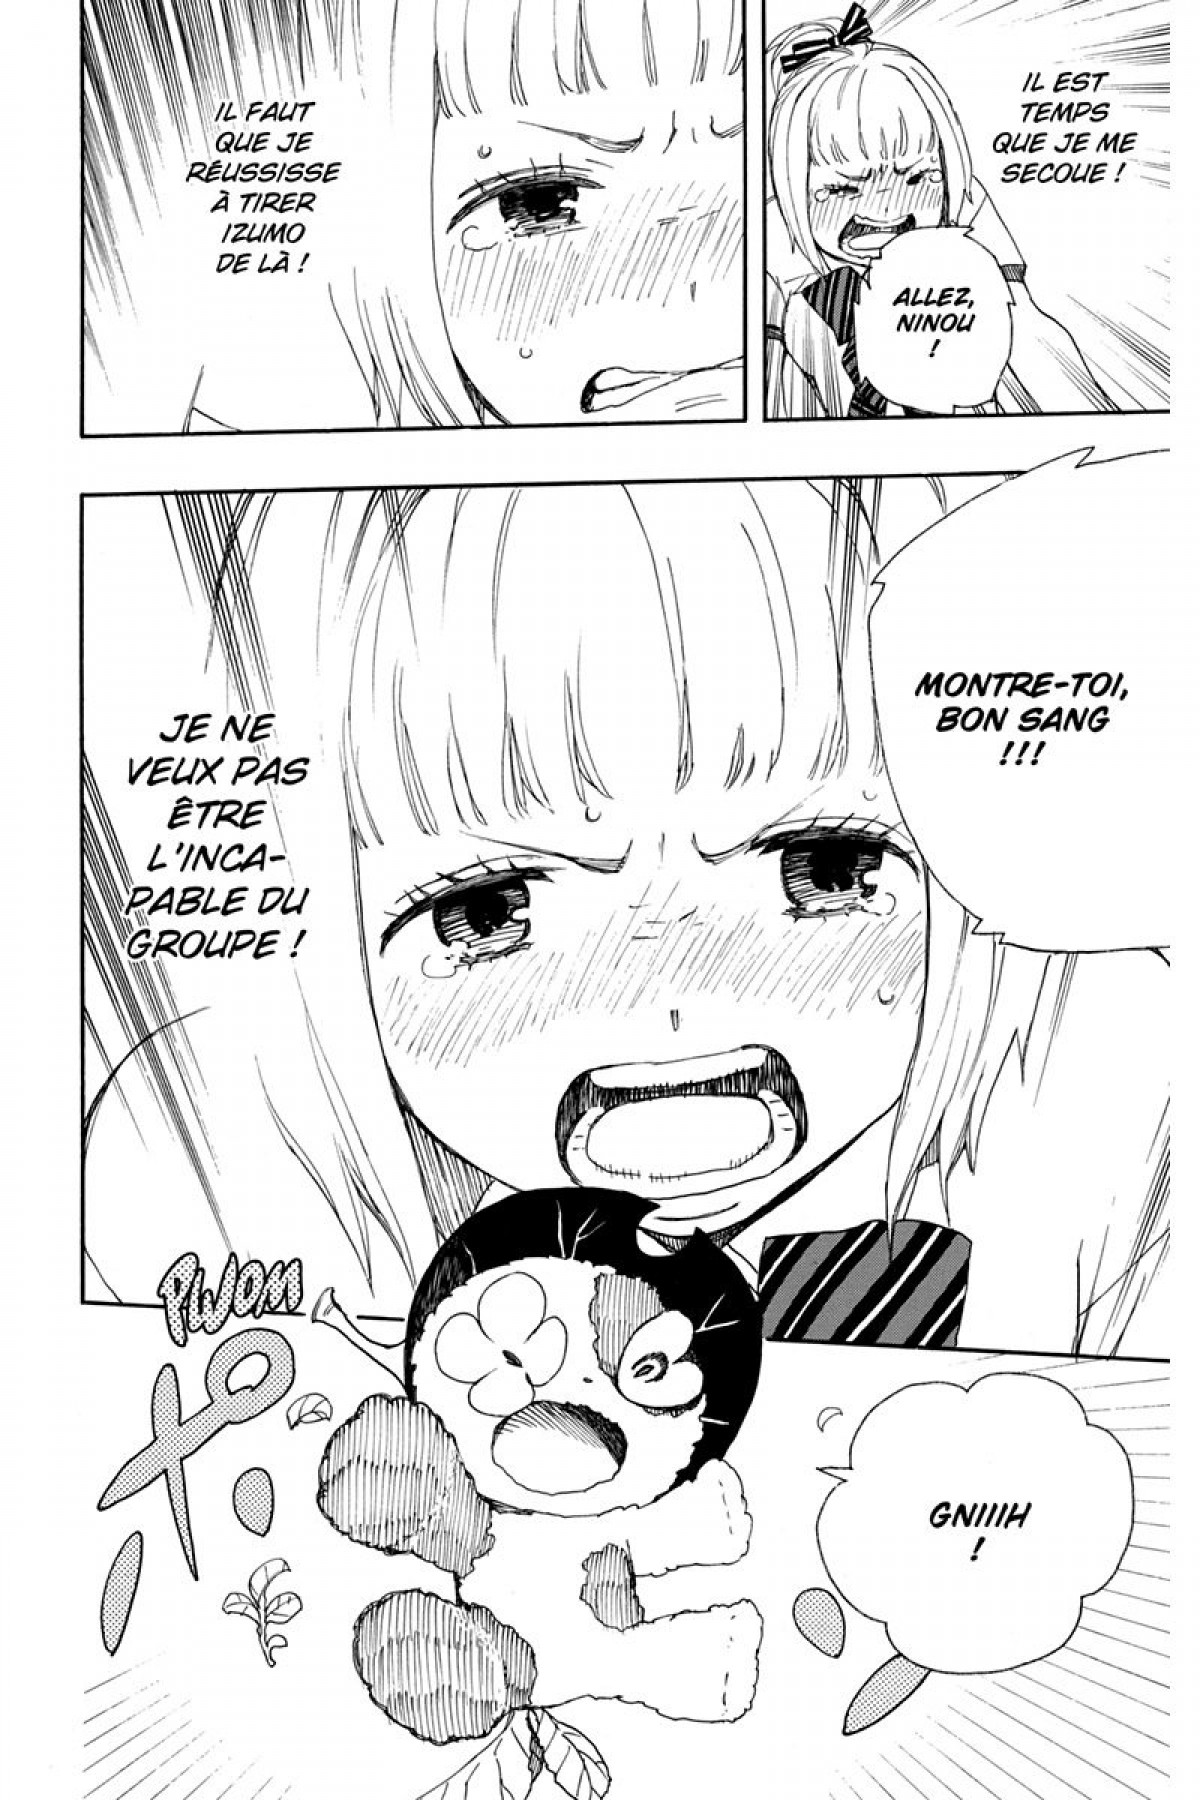 IL EST
TEMPS
QUE JE ME
SECOUE !
ALLEZ,
NINOU
!
IL FAUT
QUE JE
RÉUSSISSE
À TIRER
IZUMO
DE LÀ !
MONTRE-TOI,
BON SANG
!!!
JE NE
VEUX PAS
ÊTRE
L'INCA-
PABLE DU
GROUPE !
PWOM
GNIIIH
!